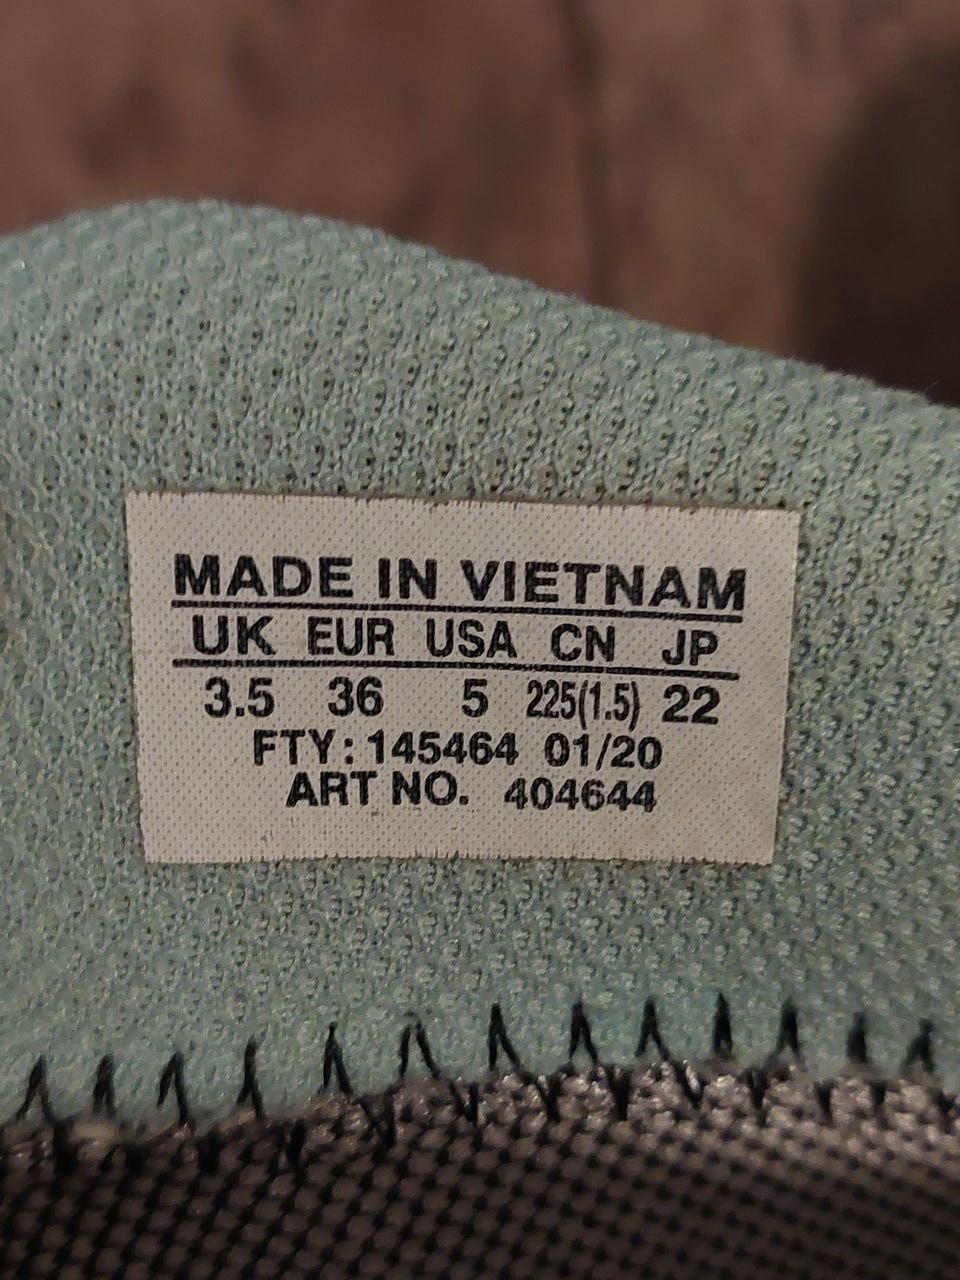 MADE IN VIETNAM
UK EUR USA CN JP
3.5 36 5 225(1.5) 22
FTY: 145464 01/20
ART NO. 404644